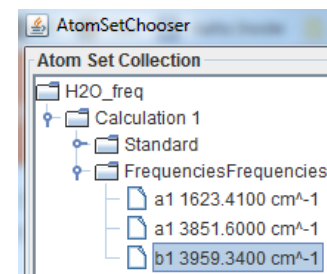 AtomSetChooser
Atom Set Collection
H2O_freq
Calculation 1
Standard
FrequenciesFrequencies
a1 1623.4100 cm^-1
a1 3851.6000 cm^-1
b1 3959.3400 cm^-1